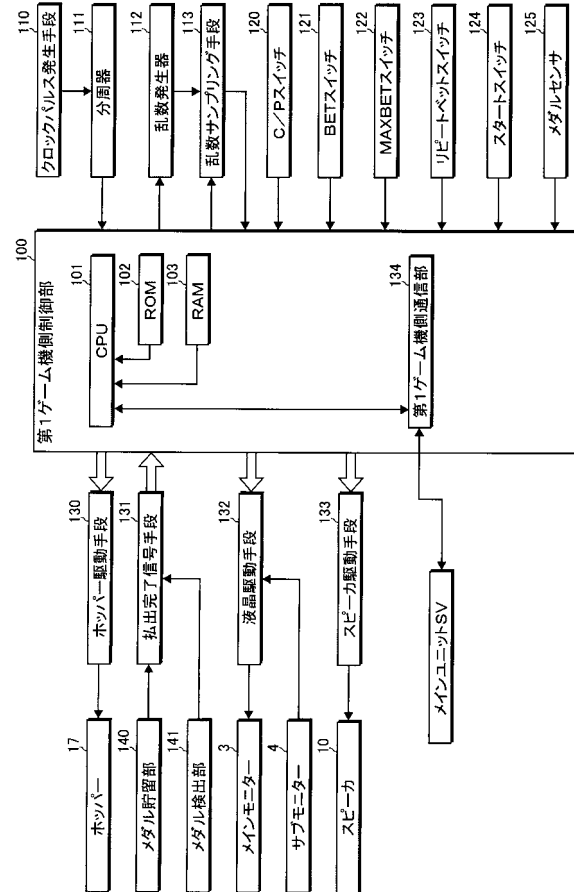 110
クロックパルス発生手段
111
分周器
112
乱数発生器
113
乱数サンプリング手段
120
C/Pスイッチ
121
BETスイッチ
122
MAXBETスイッチ
123
リピートベットスイッチ
124
スタートスイッチ
125
メダルセンサ
100
第1ゲーム機側制御部
101
CPU
102
ROM
103
RAM
134
第1ゲーム機側通信部
130
ホッパー駆動手段
131
払出完了信号手段
132
液晶駆動手段
133
スピーカ駆動手段
メインユニットSV
17
ホッパー
140
メダル貯留部
141
メダル検出部
3
メインモニター
4
サブモニター
10
スピーカ